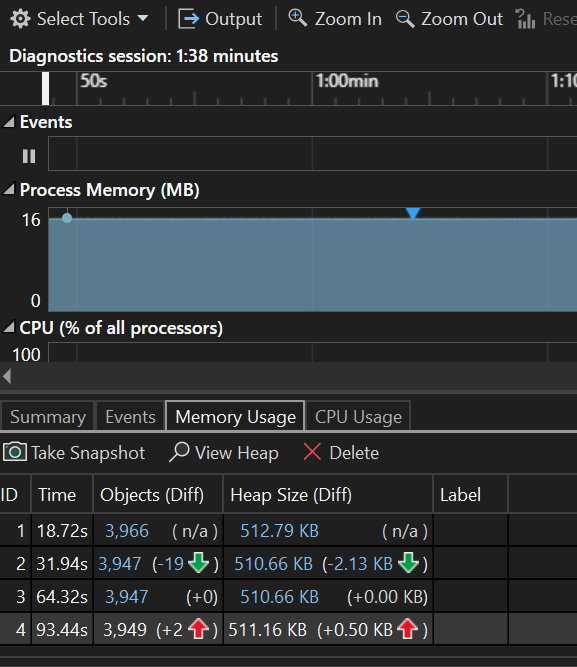 Select Tools Output Zoom In Zoom Out Rese
Diagnostics session: 1:38 minutes
50s 1:00min 1:10
Events
Process Memory (MB)
16
0
CPU (% of all processors)
100
Summary Events Memory Usage CPU Usage
Take Snapshot View Heap Delete
ID Time Objects (Diff) Heap Size (Diff) Label
1 18.72s 3,966 (n/a) 512.79 KB (n/a)
2 31.94s 3,947 (-19) 510.66 KB (-2.13 KB)
3 64.32s 3,947 (+0) 510.66 KB (+0.00 KB)
4 93.44s 3,949 (+2) 511.16 KB (+0.50 KB)